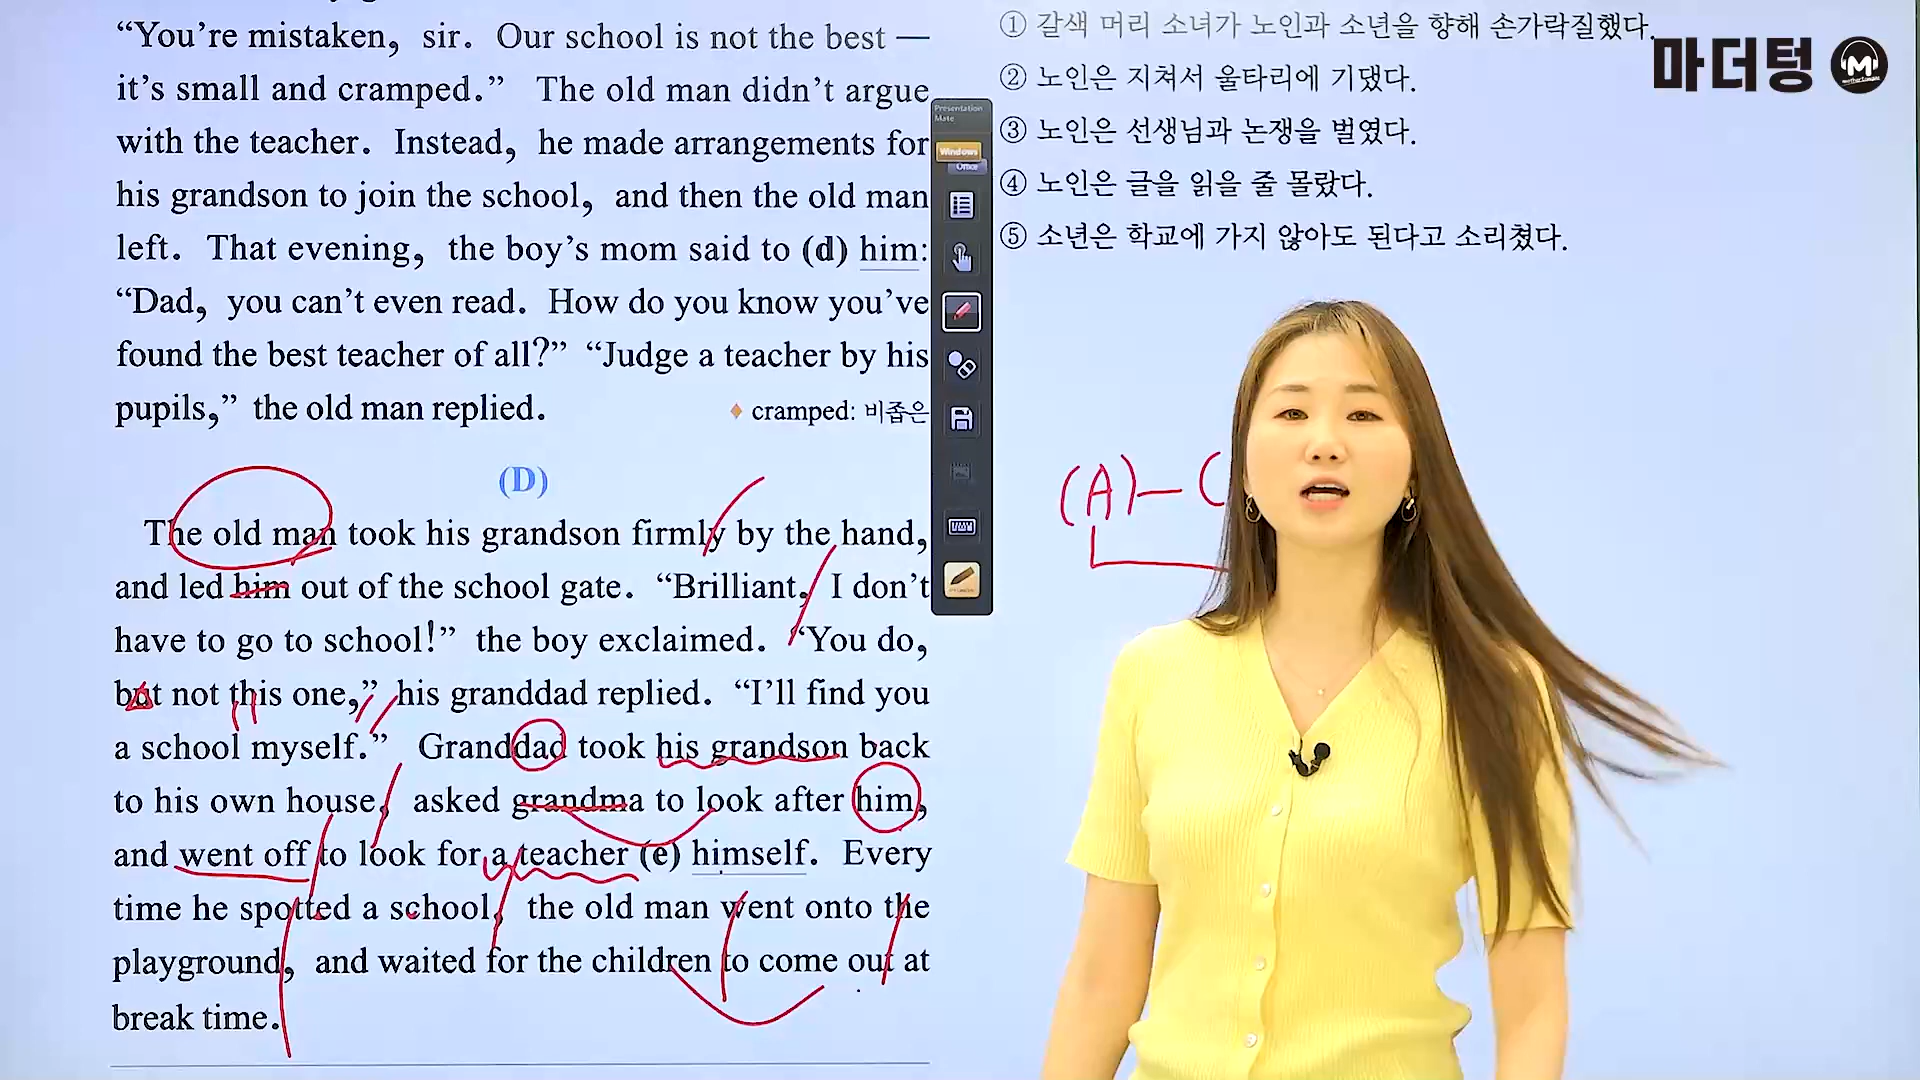 “You’re mistaken, sir. Our school is not the best —
it’s small and cramped.” The old man didn’t argue
with the teacher. Instead, he made arrangements for
his grandson to join the school, and then the old man
left. That evening, the boy’s mom said to (d) him:
“Dad, you can’t even read. How do you know you’ve
found the best teacher of all?” “Judge a teacher by his
pupils,” the old man replied.
♦ cramped: 비좁은
(D)
The old man took his grandson firmly by the hand,
and led him out of the school gate. “Brilliant, I don’t
have to go to school!” the boy exclaimed. “You do,
but not this one,” his granddad replied. “I’ll find you
a school myself.” Granddad took his grandson back
to his own house, asked grandma to look after him,
and went off to look for a teacher (e) himself. Every
time he spotted a school, the old man went onto the
playground, and waited for the children to come out at
break time.
Presentation
Mate
Windows
Office
① 갈색 머리 소녀가 노인과 소년을 향해 손가락질했다.
② 노인은 지쳐서 울타리에 기댔다.
③ 노인은 선생님과 논쟁을 벌였다.
④ 노인은 글을 읽을 줄 몰랐다.
⑤ 소년은 학교에 가지 않아도 된다고 소리쳤다.
마더텅
M
(A)–(